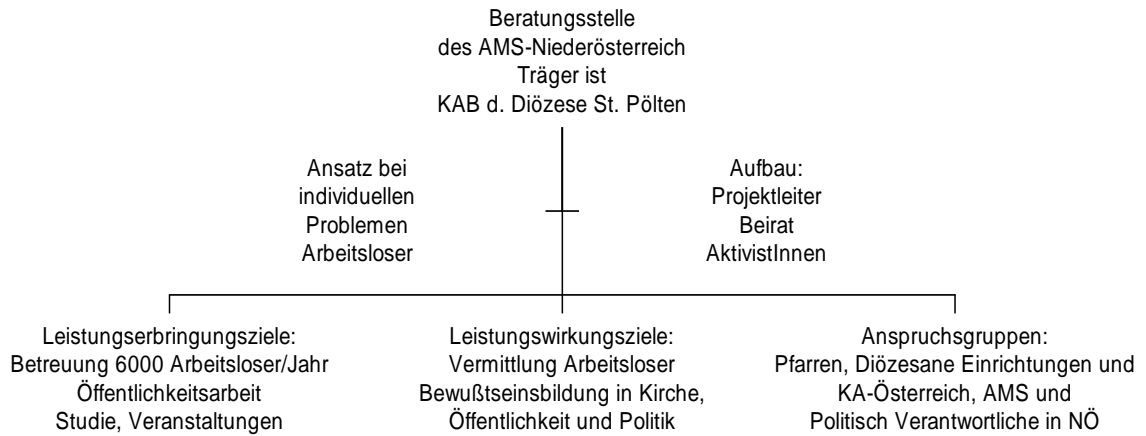 Beratungsstelle
des AMS-Niederösterreich
Träger ist
KAB d. Diözese St. Pölten
Ansatz bei
individuellen
Problemen
Arbeitsloser
Aufbau:
Projektleiter
Beirat
AktivistInnen
Leistungserbringungsziele:
Betreuung 6000 Arbeitsloser/Jahr
Öffentlichkeitsarbeit
Studie, Veranstaltungen
Leistungswirkungsziele:
Vermittlung Arbeitsloser
Bewußtseinsbildung in Kirche,
Öffentlichkeit und Politik
Anspruchsgruppen:
Pfarren, Diözesane Einrichtungen und
KA-Österreich, AMS und
Politisch Verantwortliche in NÖ